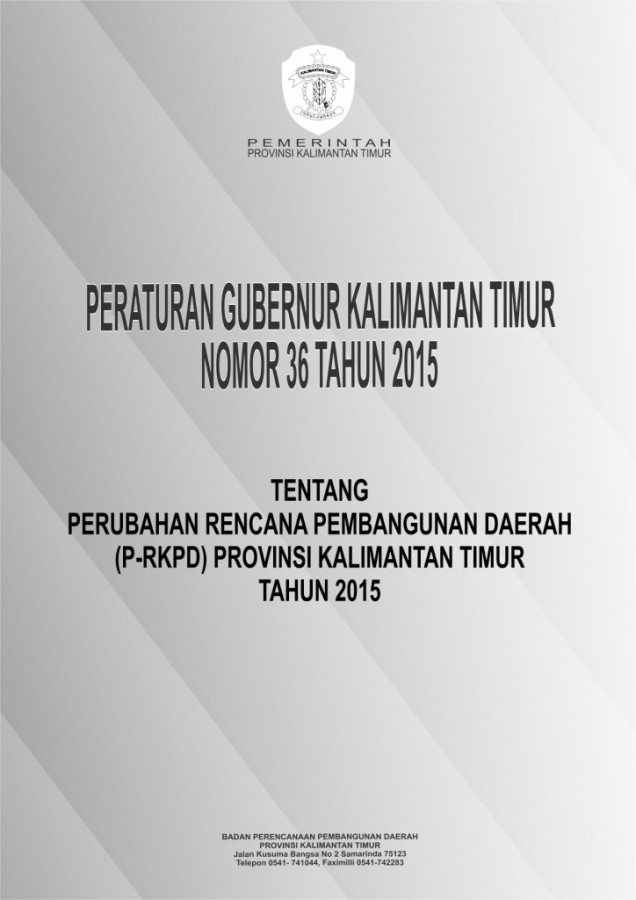 KALIMANTAN TIMUR
PEMERINTAH
PROVINSI KALIMANTAN TIMUR
PERATURAN GUBERNUR KALIMANTAN TIMUR
NOMOR 36 TAHUN 2015
TENTANG
PERUBAHAN RENCANA PEMBANGUNAN DAERAH
(P-RKPD) PROVINSI KALIMANTAN TIMUR
TAHUN 2015
BADAN PERENCANAAN PEMBANGUNAN DAERAH
PROVINSI KALIMANTAN TIMUR
Jalan Kusuma Bangsa No 2 Samarinda 75123
Telepon 0541- 741044, Faximilli 0541-742283